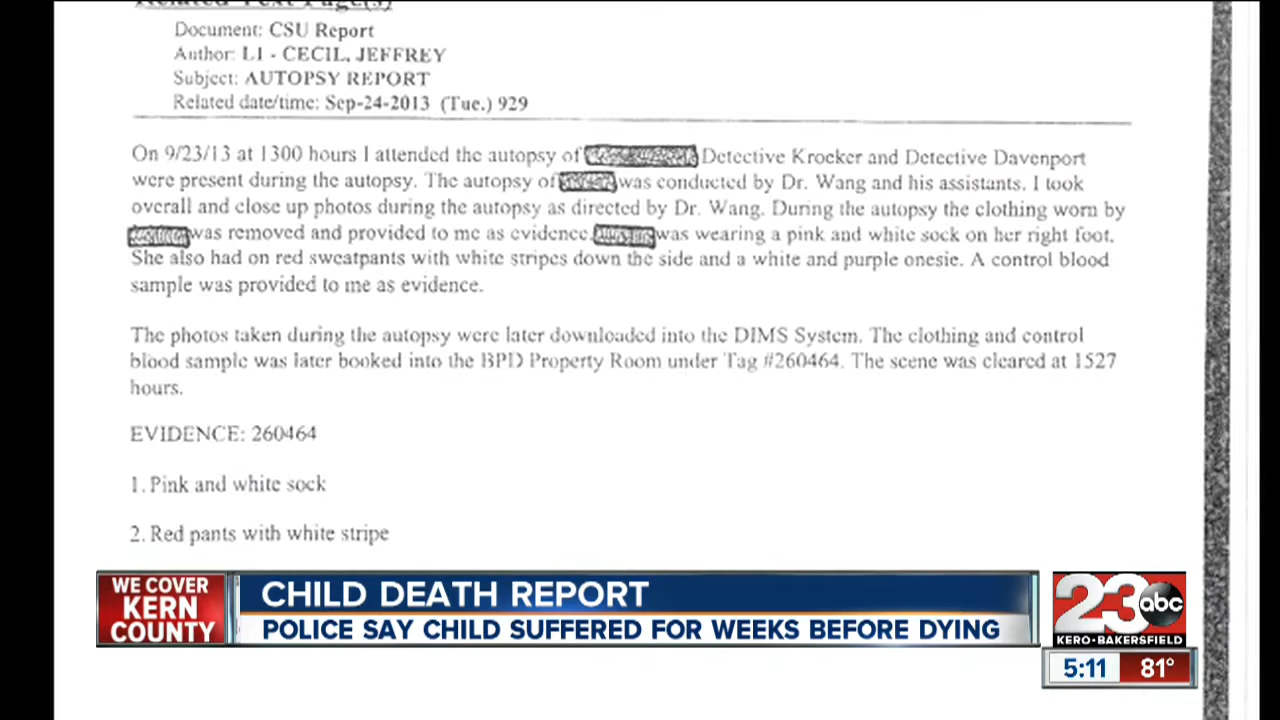 Related Text Page(s)
Document: CSU Report
Author: L1 - CECIL, JEFFREY
Subject: AUTOPSY REPORT
Related date/time: Sep-24-2013 (Tue.) 929
On 9/23/13 at 1300 hours I attended the autopsy of Detective Kroeker and Detective Davenport
were present during the autopsy. The autopsy of was conducted by Dr. Wang and his assistants. I took
overall and close up photos during the autopsy as directed by Dr. Wang. During the autopsy the clothing worn by
was removed and provided to me as evidence. was wearing a pink and white sock on her right foot.
She also had on red sweatpants with white stripes down the side and a white and purple onesie. A control blood
sample was provided to me as evidence.
The photos taken during the autopsy were later downloaded into the DIMS System. The clothing and control
blood sample was later booked into the BPD Property Room under Tag #260464. The scene was cleared at 1527
hours.
EVIDENCE: 260464
1. Pink and white sock
2. Red pants with white stripe
WE COVER
KERN
COUNTY
CHILD DEATH REPORT
POLICE SAY CHILD SUFFERED FOR WEEKS BEFORE DYING
23 abc
KERO-BAKERSFIELD
5:11 81°